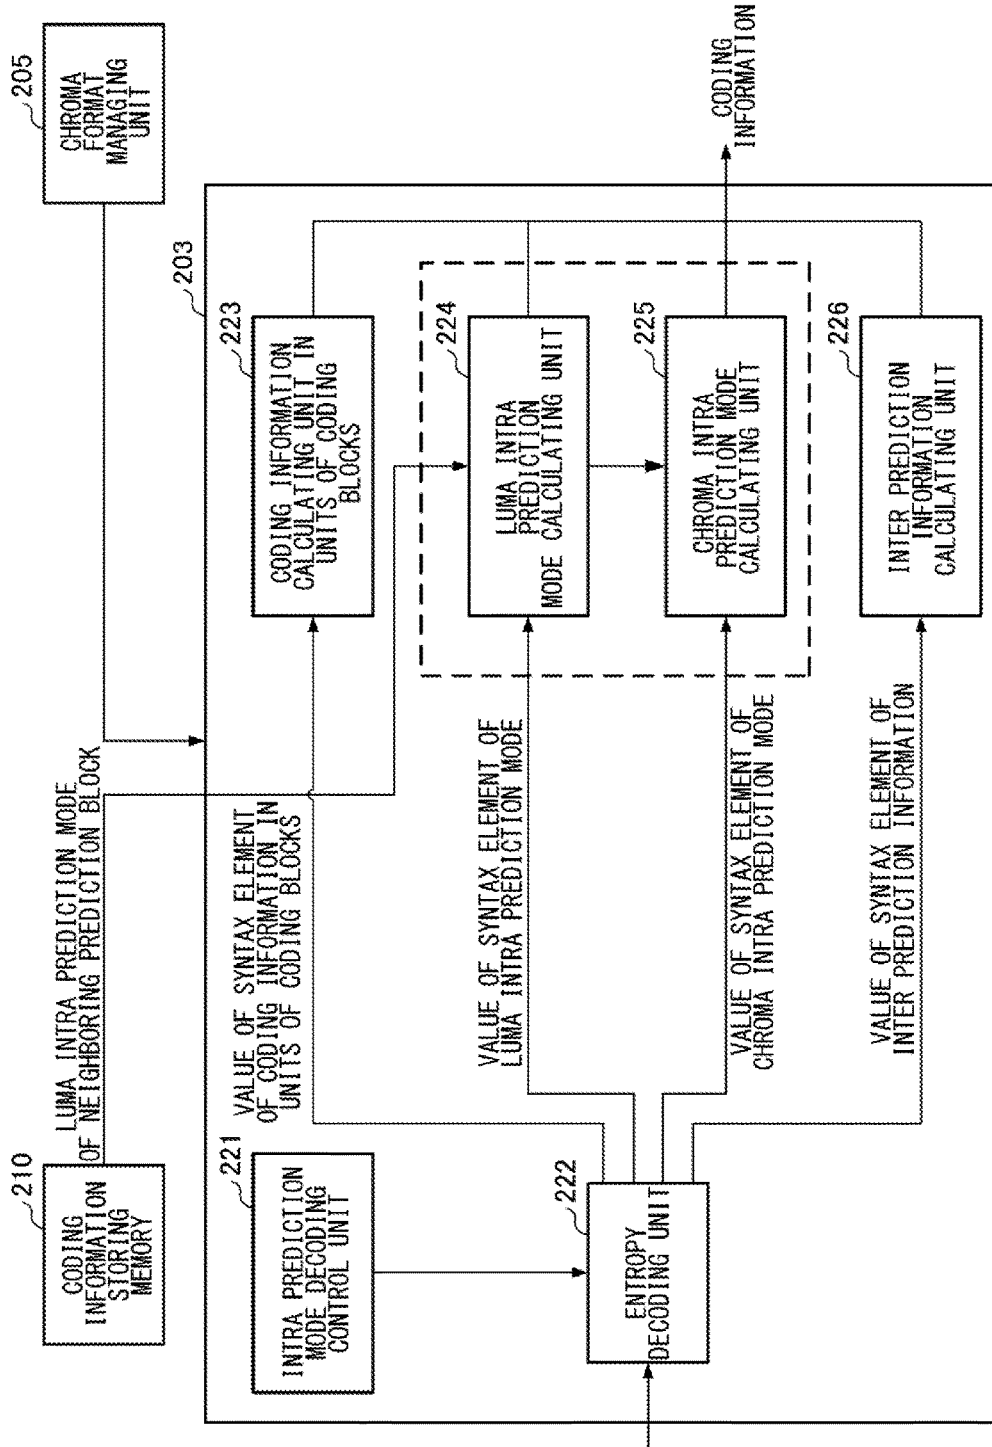 205
CHROMA
FORMAT
MANAGING
UNIT
210
CODING
INFORMATION
STORING
MEMORY
LUMA INTRA PREDICTION MODE
OF NEIGHBORING PREDICTION BLOCK
203
221
INTRA PREDICTION
MODE DECODING
CONTROL UNIT
222
ENTROPY
DECODING UNIT
VALUE OF SYNTAX ELEMENT
OF CODING INFORMATION IN
UNITS OF CODING BLOCKS
223
CODING INFORMATION
CALCULATING UNIT IN
UNITS OF CODING
BLOCKS
VALUE OF SYNTAX ELEMENT OF
LUMA INTRA PREDICTION MODE
224
LUMA INTRA
PREDICTION
MODE CALCULATING UNIT
VALUE OF SYNTAX ELEMENT OF
CHROMA INTRA PREDICTION MODE
225
CHROMA INTRA
PREDICTION MODE
CALCULATING UNIT
VALUE OF SYNTAX ELEMENT OF
INTER PREDICTION INFORMATION
226
INTER PREDICTION
INFORMATION
CALCULATING UNIT
CODING
INFORMATION